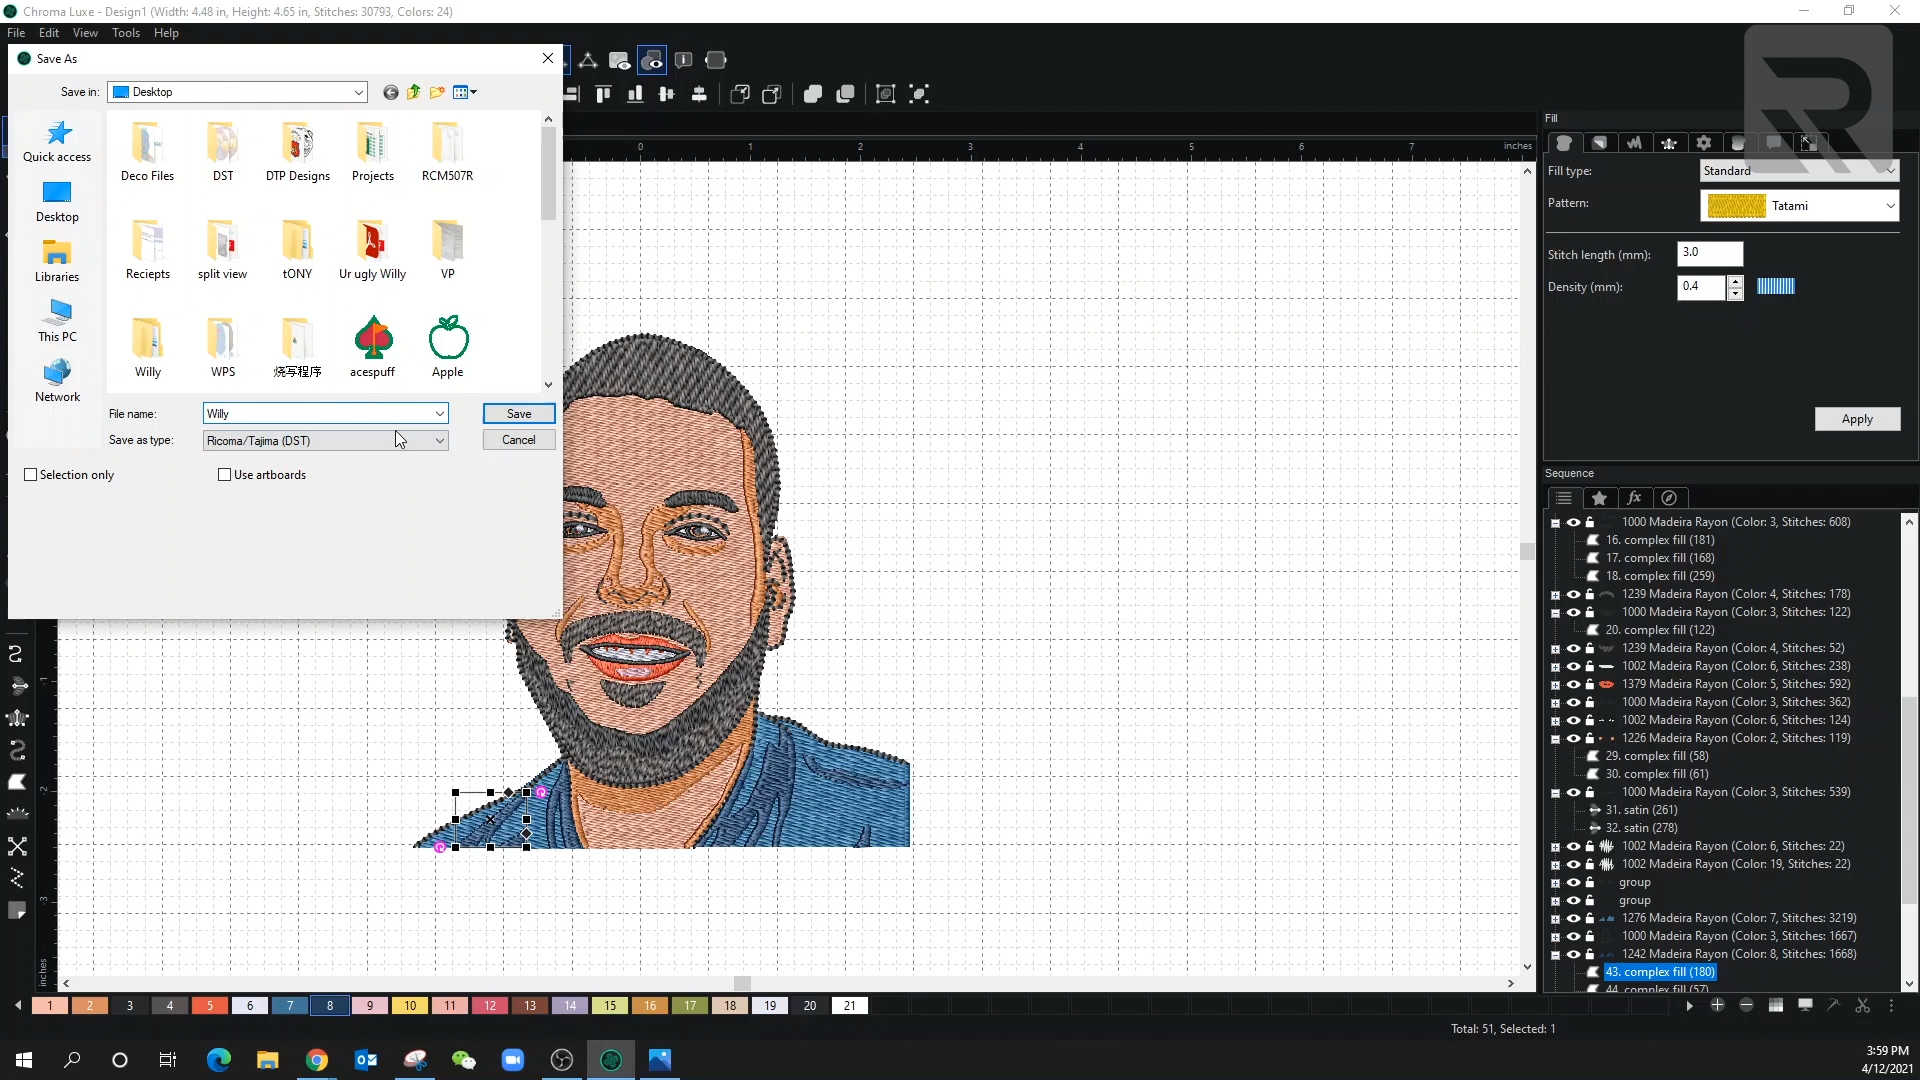 Chroma Luxe - Design1 (Width: 4.48 in, Height: 4.65 in, Stitches: 30793, Colors: 24)
File Edit View Tools Help
Save As
Save in: Desktop
Quick access
Desktop
Libraries
This PC
Network
Deco Files DST DTP Designs Projects RCM507R
Reciepts split view tONY Ur ugly Willy VP
Willy WPS 烧写程序 acespuff Apple
File name: Willy Save
Save as type: Ricoma/Tajima (DST) Cancel
Selection only Use artboards
0 1 2 3 4 5 6 7 inches
-1
-2
-3
inches
Fill
Fill type: Standard
Pattern: Tatami
Stitch length (mm): 3.0
Density (mm): 0.4
Apply
Sequence
fx
1000 Madeira Rayon (Color: 3, Stitches: 608)
16. complex fill (181)
17. complex fill (168)
18. complex fill (259)
1239 Madeira Rayon (Color: 4, Stitches: 178)
1000 Madeira Rayon (Color: 3, Stitches: 122)
20. complex fill (122)
1239 Madeira Rayon (Color: 4, Stitches: 52)
1002 Madeira Rayon (Color: 6, Stitches: 238)
1379 Madeira Rayon (Color: 5, Stitches: 592)
1000 Madeira Rayon (Color: 3, Stitches: 362)
1002 Madeira Rayon (Color: 6, Stitches: 124)
1226 Madeira Rayon (Color: 2, Stitches: 119)
29. complex fill (58)
30. complex fill (61)
1000 Madeira Rayon (Color: 3, Stitches: 539)
31. satin (261)
32. satin (278)
1002 Madeira Rayon (Color: 6, Stitches: 22)
1002 Madeira Rayon (Color: 19, Stitches: 22)
group
group
1276 Madeira Rayon (Color: 7, Stitches: 3219)
1000 Madeira Rayon (Color: 3, Stitches: 1667)
1242 Madeira Rayon (Color: 8, Stitches: 1668)
43. complex fill (180)
44. complex fill (57)
1 2 3 4 5 6 7 8 9 10 11 12 13 14 15 16 17 18 19 20 21
Total: 51, Selected: 1
3:59 PM
4/12/2021